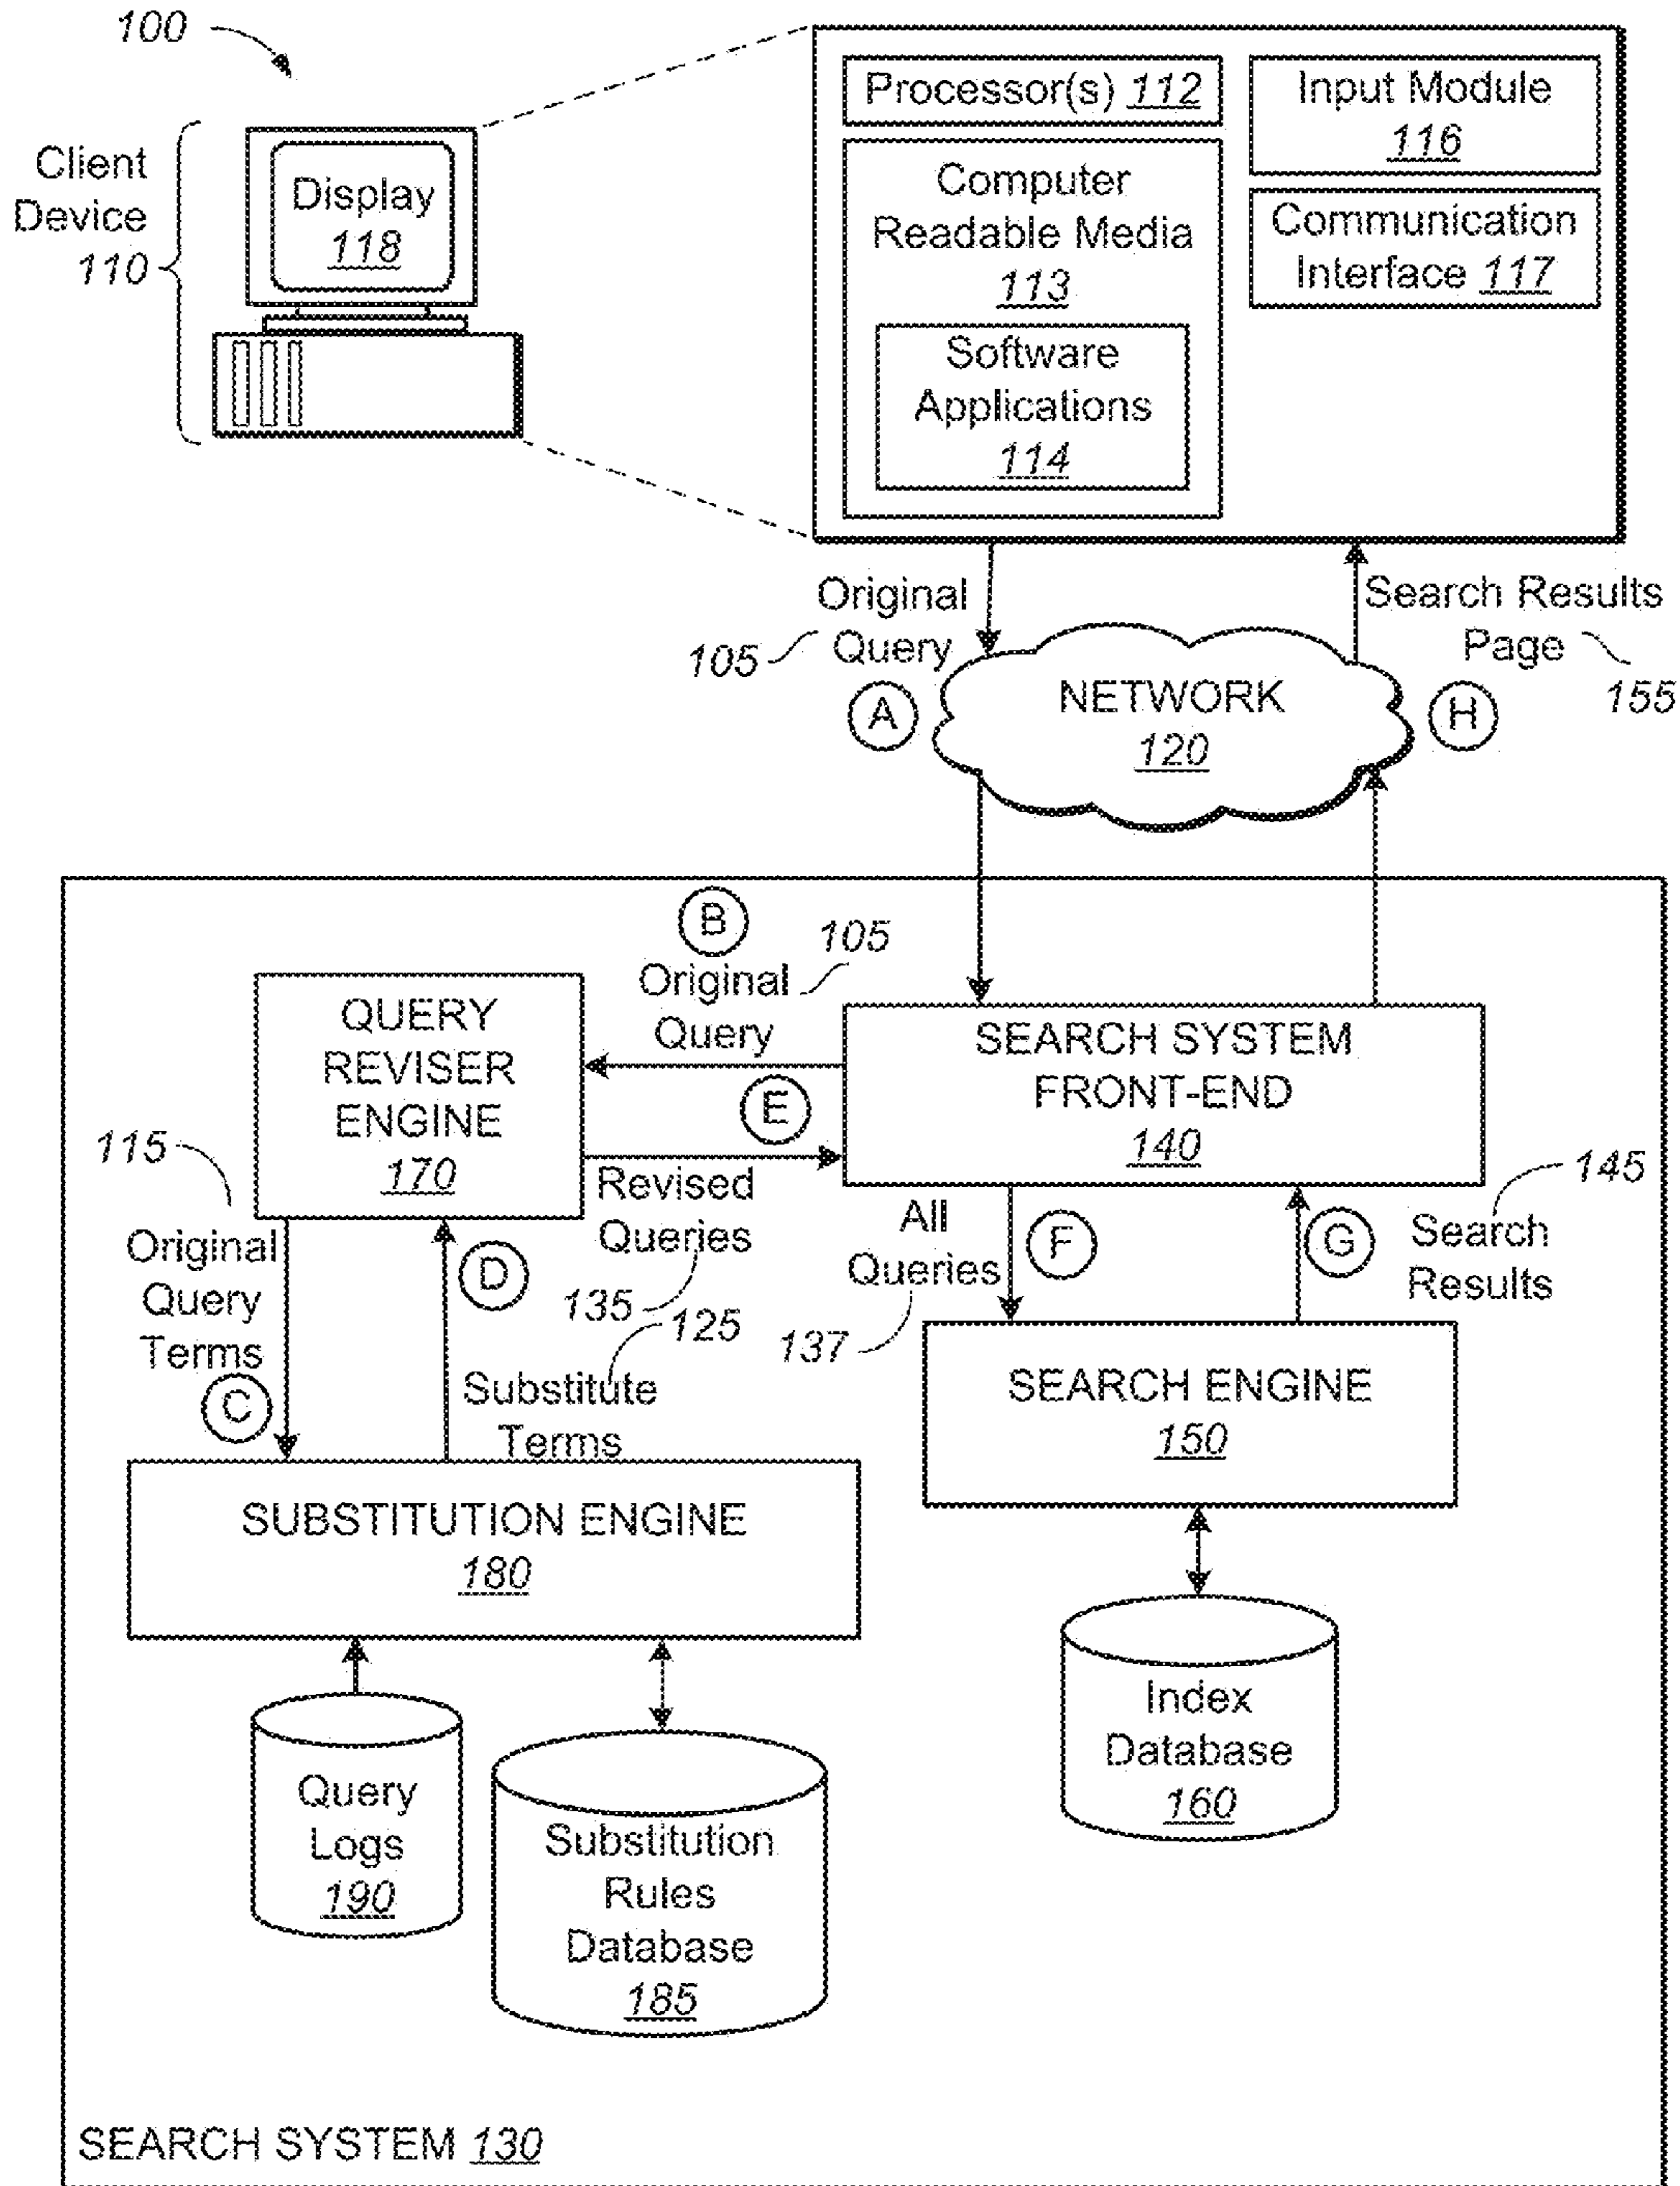 100
Client
Device
110
Display
118
Processor(s) 112
Computer
Readable Media
113
Software
Applications
114
Input Module
116
Communication
Interface 117
Original
Query
105
A
NETWORK
120
Search Results
Page
155
H
B
105
Original
Query
QUERY
REVISER
ENGINE
170
SEARCH SYSTEM
FRONT-END
140
E
Revised
Queries
135
115
Original
Query
Terms
C
D
125
Substitute
Terms
All
Queries
137
F
G
145
Search
Results
SEARCH ENGINE
150
SUBSTITUTION ENGINE
180
Index
Database
160
Query
Logs
190
Substitution
Rules
Database
185
SEARCH SYSTEM 130